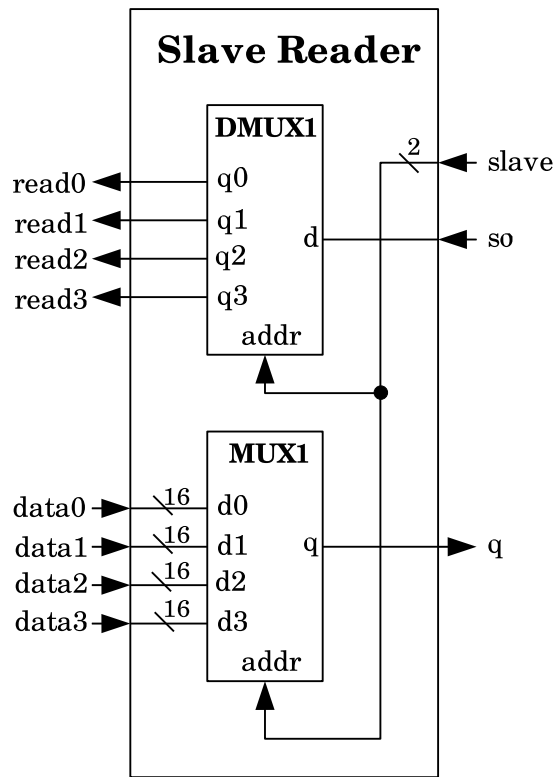 Slave Reader
DMUX1
2
read0 q0 slave
read1 q1
d so
read2 q2
read3 q3
addr
MUX1
data0 16 d0
data1 16 d1 q q
data2 16 d2
data3 16 d3
addr